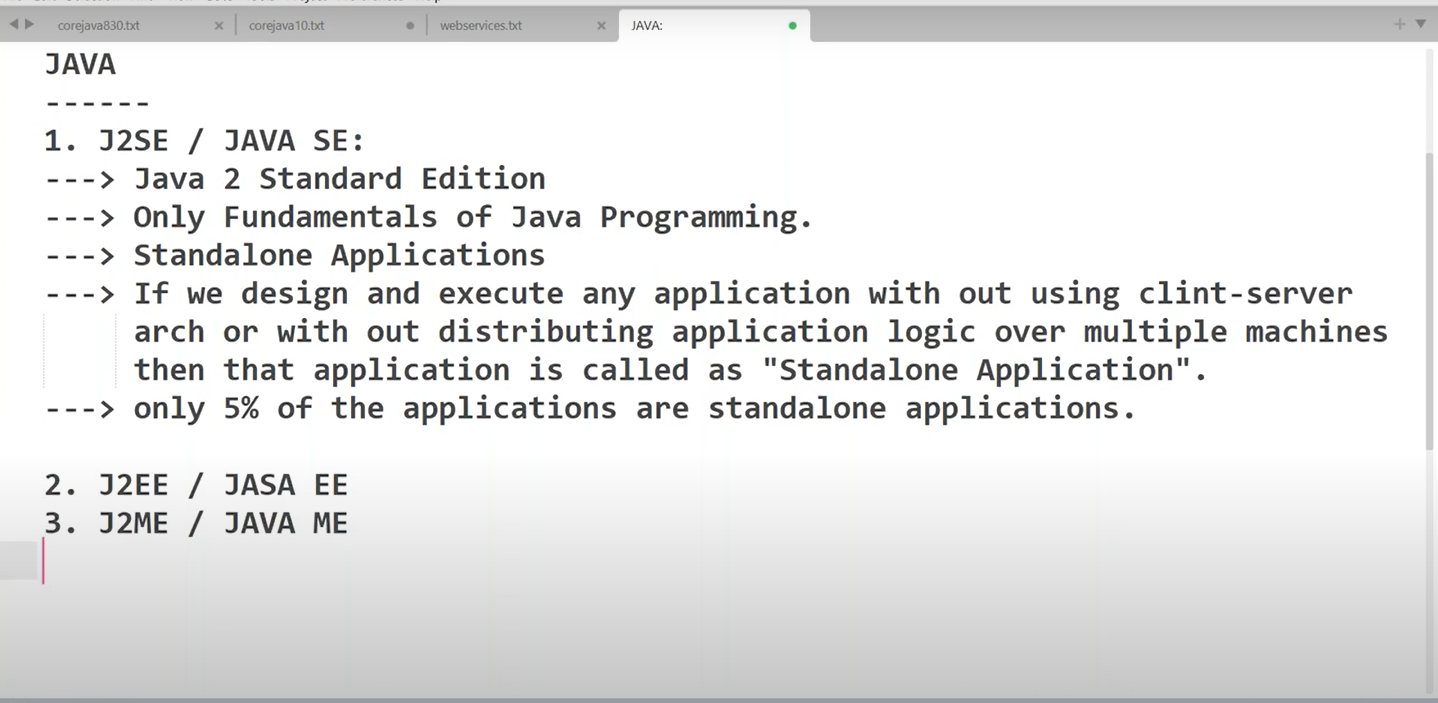 corejava830.txt
corejava10.txt
webservices.txt
JAVA:
JAVA
------
1. J2SE / JAVA SE:
---> Java 2 Standard Edition
---> Only Fundamentals of Java Programming.
---> Standalone Applications
---> If we design and execute any application with out using clint-server
arch or with out distributing application logic over multiple machines
then that application is called as "Standalone Application".
---> only 5% of the applications are standalone applications.
2. J2EE / JASA EE
3. J2ME / JAVA ME